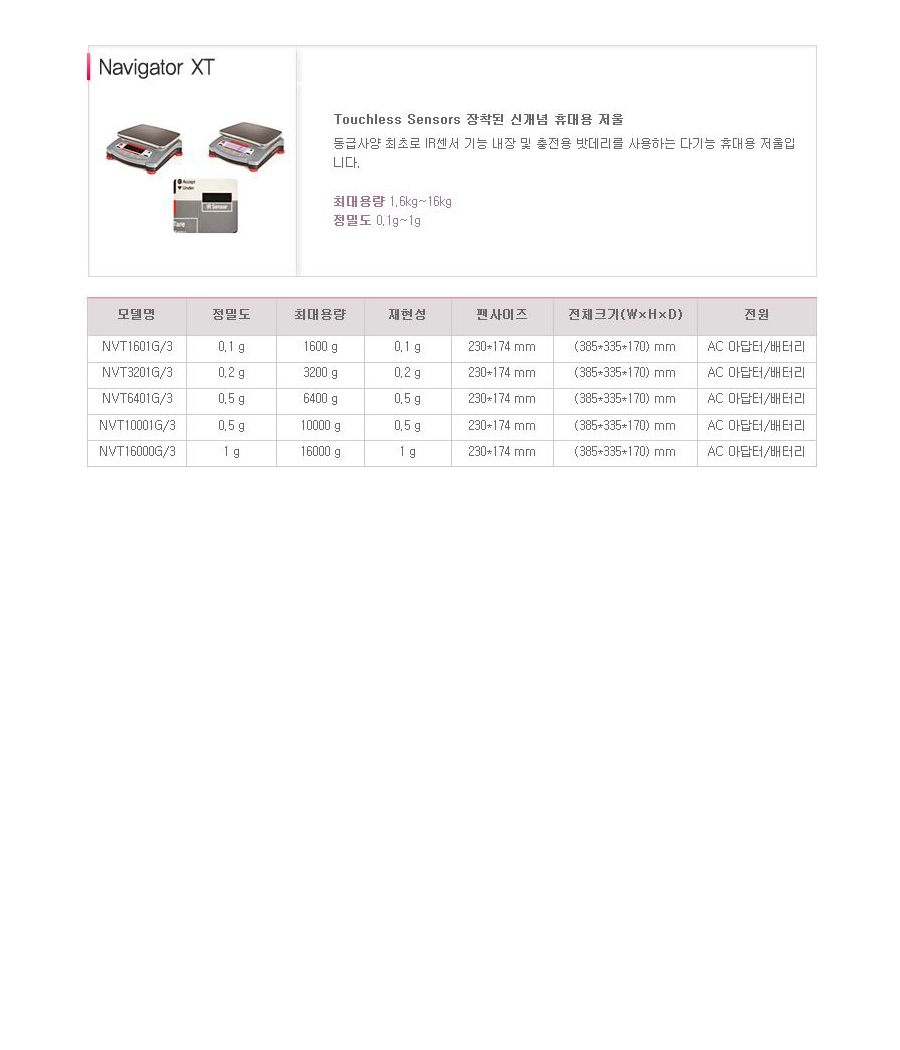 Navigator XT
Touchless Sensors 장착된 신개념 휴대용 저울
동급사양 최초로 IR센서 기능 내장 및 충전용 밧데리를 사용하는 다기능 휴대용 저울입
니다.
최대용량 1.6kg~16kg
정밀도 0.1g~1g
Accept
Under
IR Sensor
Tare
모델명 정밀도 최대용량 재현성 팬사이즈 전체크기(W×H×D) 전원
NVT1601G/3 0.1 g 1600 g 0.1 g 230*174 mm (385*335*170) mm AC 아답터/배터리
NVT3201G/3 0.2 g 3200 g 0.2 g 230*174 mm (385*335*170) mm AC 아답터/배터리
NVT6401G/3 0.5 g 6400 g 0.5 g 230*174 mm (385*335*170) mm AC 아답터/배터리
NVT10001G/3 0.5 g 10000 g 0.5 g 230*174 mm (385*335*170) mm AC 아답터/배터리
NVT16000G/3 1 g 16000 g 1 g 230*174 mm (385*335*170) mm AC 아답터/배터리